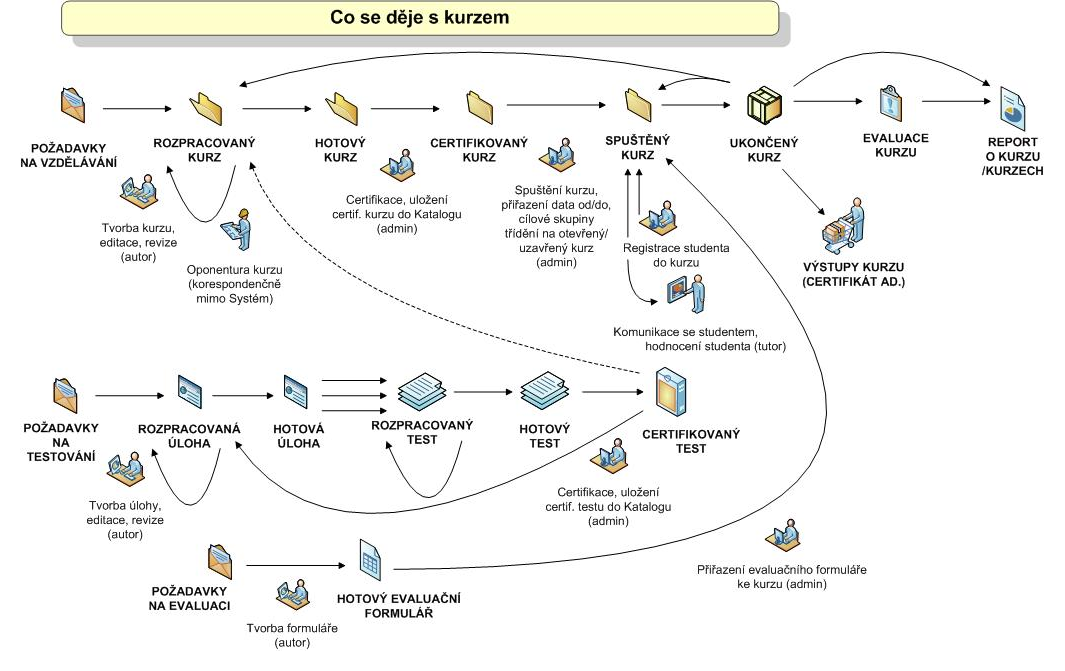 Co se děje s kurzem
POŽADAVKY
NA VZDĚLÁVÁNÍ
ROZPRACOVANÝ
KURZ
HOTOVÝ
KURZ
CERTIFIKOVANÝ
KURZ
SPUŠTĚNÝ
KURZ
UKONČENÝ
KURZ
EVALUACE
KURZU
REPORT
O KURZU
/KURZECH
Tvorba kurzu,
editace, revize
(autor)
Oponentura kurzu
(korespondenčně
mimo Systém)
Certifikace, uložení
certif. kurzu do Katalogu
(admin)
Spuštění kurzu,
přiřazení data od/do,
cílové skupiny
třídění na otevřený/
uzavřený kurz
(admin)
Registrace studenta
do kurzu
VÝSTUPY KURZU
(CERTIFIKÁT AD.)
Komunikace se studentem,
hodnocení studenta (tutor)
POŽADAVKY
NA
TESTOVÁNÍ
ROZPRACOVANÁ
ÚLOHA
HOTOVÁ
ÚLOHA
ROZPRACOVANÝ
TEST
HOTOVÝ
TEST
CERTIFIKOVANÝ
TEST
Tvorba úlohy,
editace, revize
(autor)
Certifikace, uložení
certif. testu do Katalogu
(admin)
POŽADAVKY
NA EVALUACI
HOTOVÝ EVALUAČNÍ
FORMULÁŘ
Tvorba formuláře
(autor)
Přiřazení evaluačního formuláře
ke kurzu (admin)